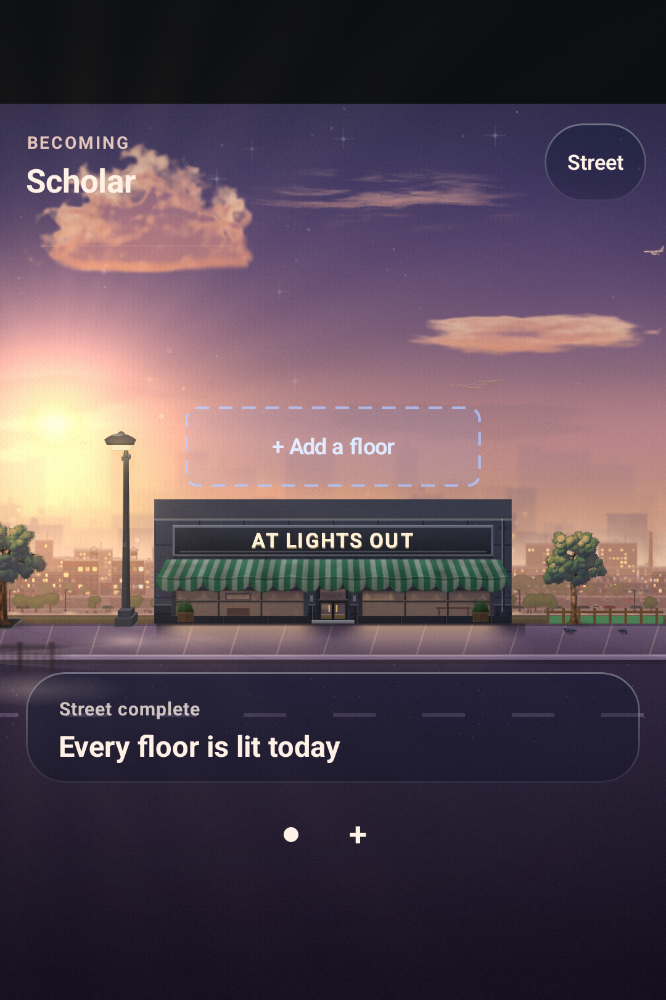 BECOMING
Scholar
Street
+ Add a floor
AT LIGHTS OUT
Street complete
Every floor is lit today
+